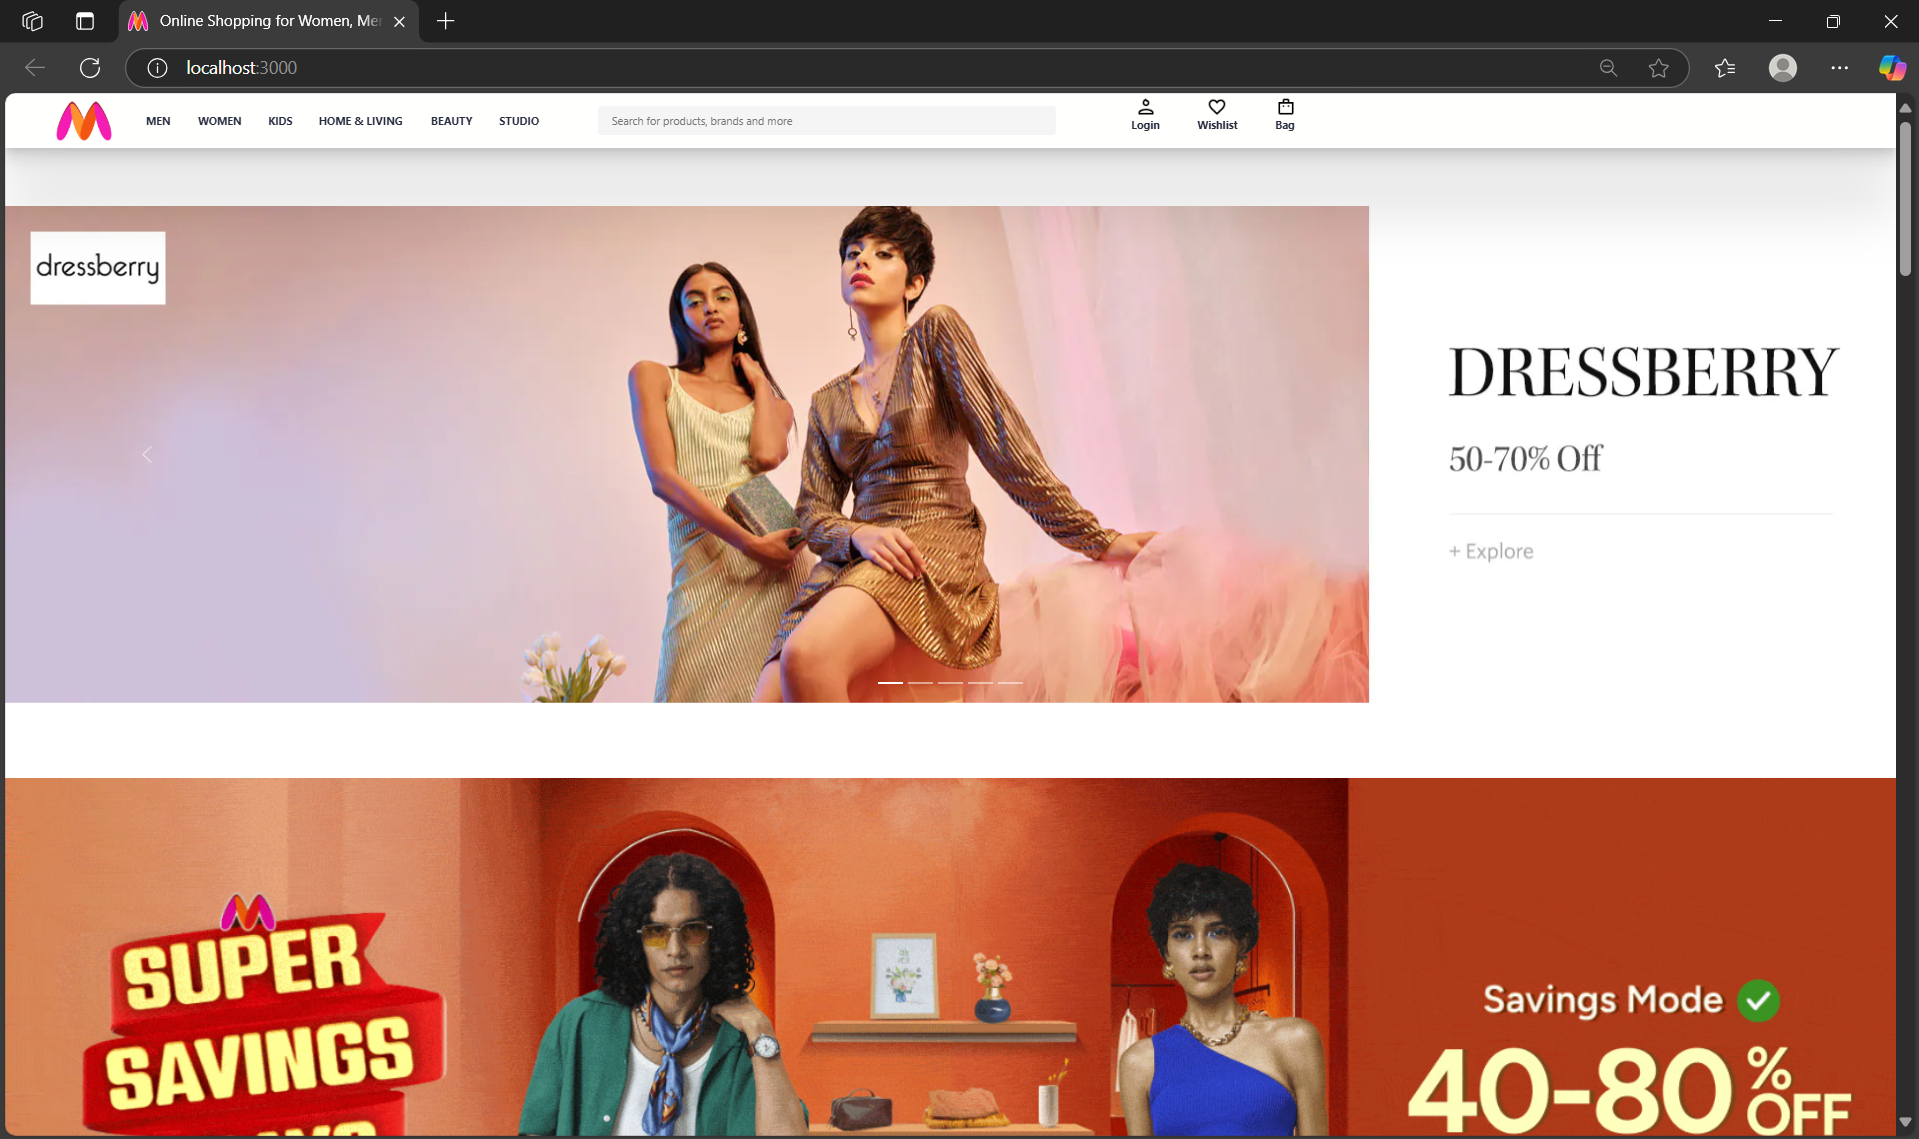 Online Shopping for Women, Me
localhost:3000
MEN WOMEN KIDS HOME & LIVING BEAUTY STUDIO
Search for products, brands and more
Login Wishlist Bag
dressberry
DRESSBERRY
50-70% Off
+ Explore
SUPER
SAVINGS
Savings Mode
40-80% OFF